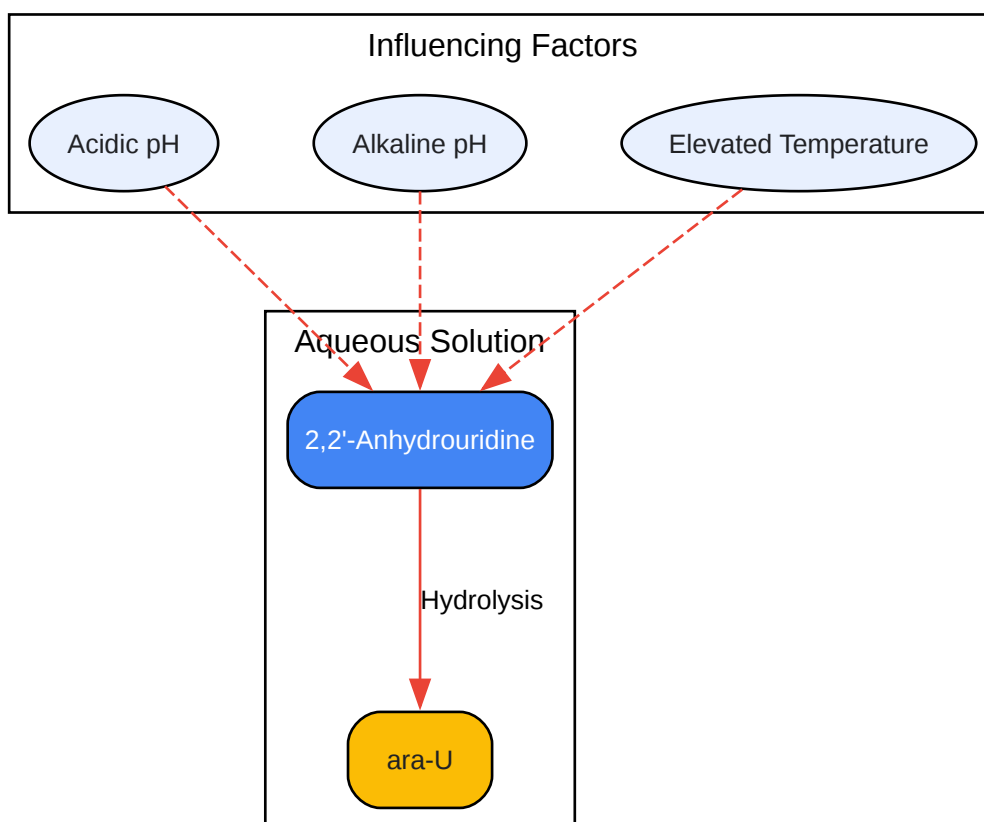 Influencing Factors
Acidic pH
Alkaline pH
Elevated Temperature
Aqueous Solution
2,2'-Anhydrouridine
Hydrolysis
ara-U